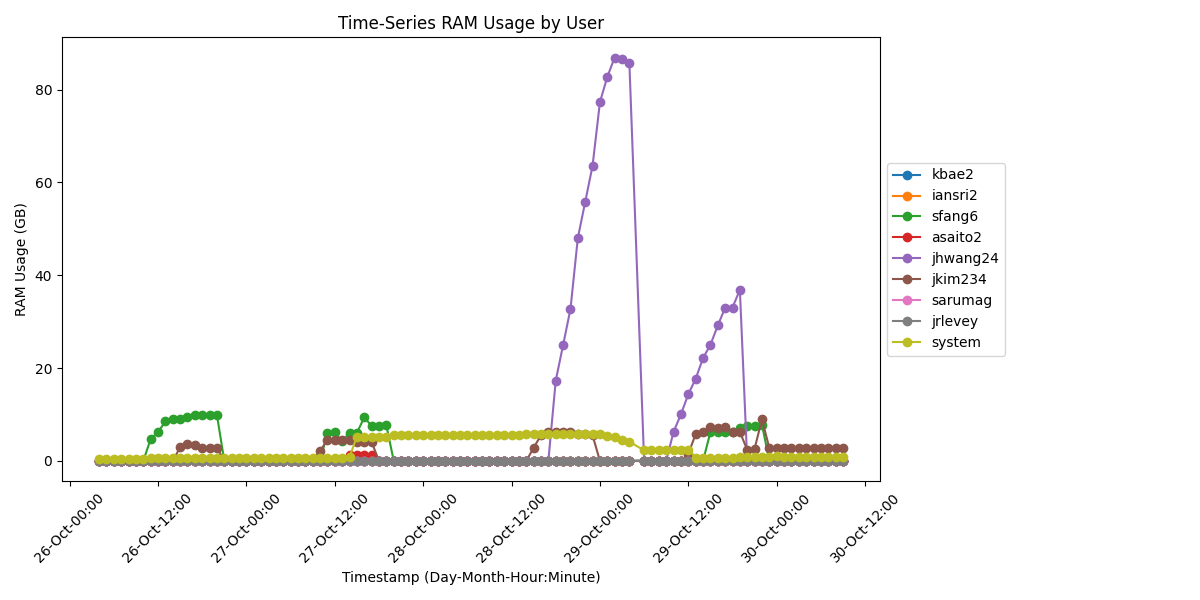 Time-Series RAM Usage by User
RAM Usage (GB)
80
60
40
20
0
26-Oct-00:00
26-Oct-12:00
27-Oct-00:00
27-Oct-12:00
28-Oct-00:00
28-Oct-12:00
29-Oct-00:00
29-Oct-12:00
30-Oct-00:00
30-Oct-12:00
Timestamp (Day-Month-Hour:Minute)
kbae2
iansri2
sfang6
asaito2
jhwang24
jkim234
sarumag
jrlevey
system